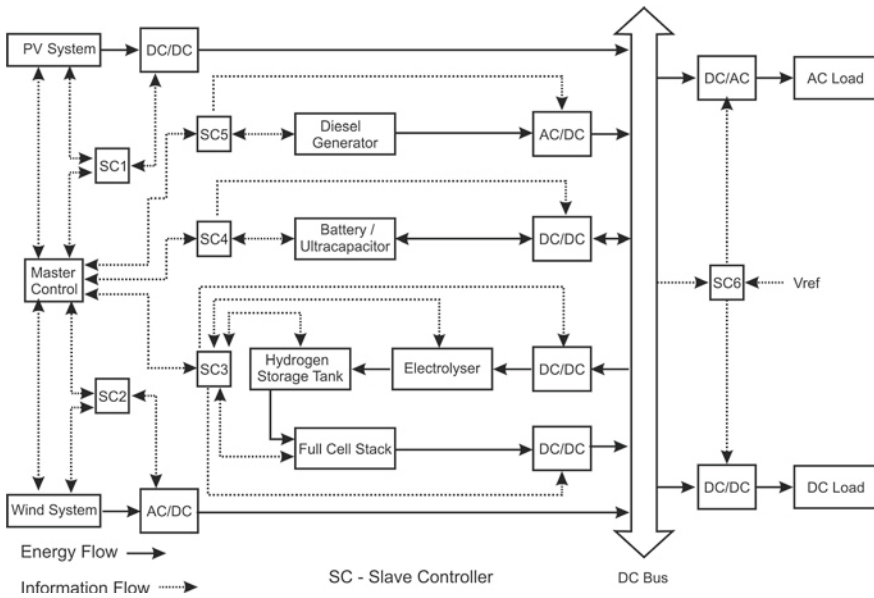 PV System
DC/DC
DC/AC
AC Load
SC5
Diesel
Generator
AC/DC
SC1
SC4
Battery /
Ultracapacitor
DC/DC
Master
Control
SC6
Vref
SC3
Hydrogen
Storage Tank
Electrolyser
DC/DC
SC2
Full Cell Stack
DC/DC
DC/DC
DC Load
Wind System
AC/DC
Energy Flow
Information Flow
SC - Slave Controller
DC Bus